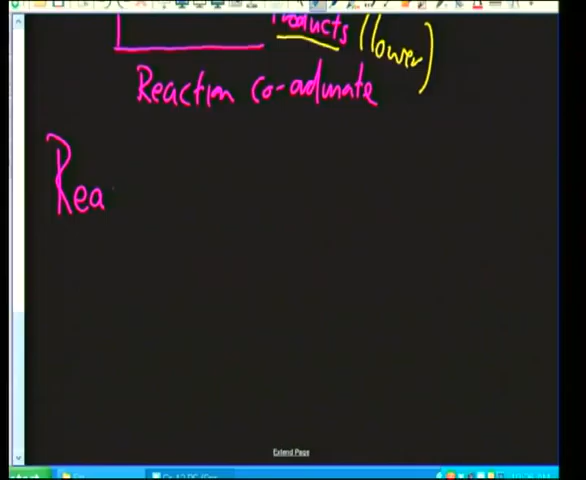 Products (lower)
Reaction co-ordinate
Rea
Extend Page